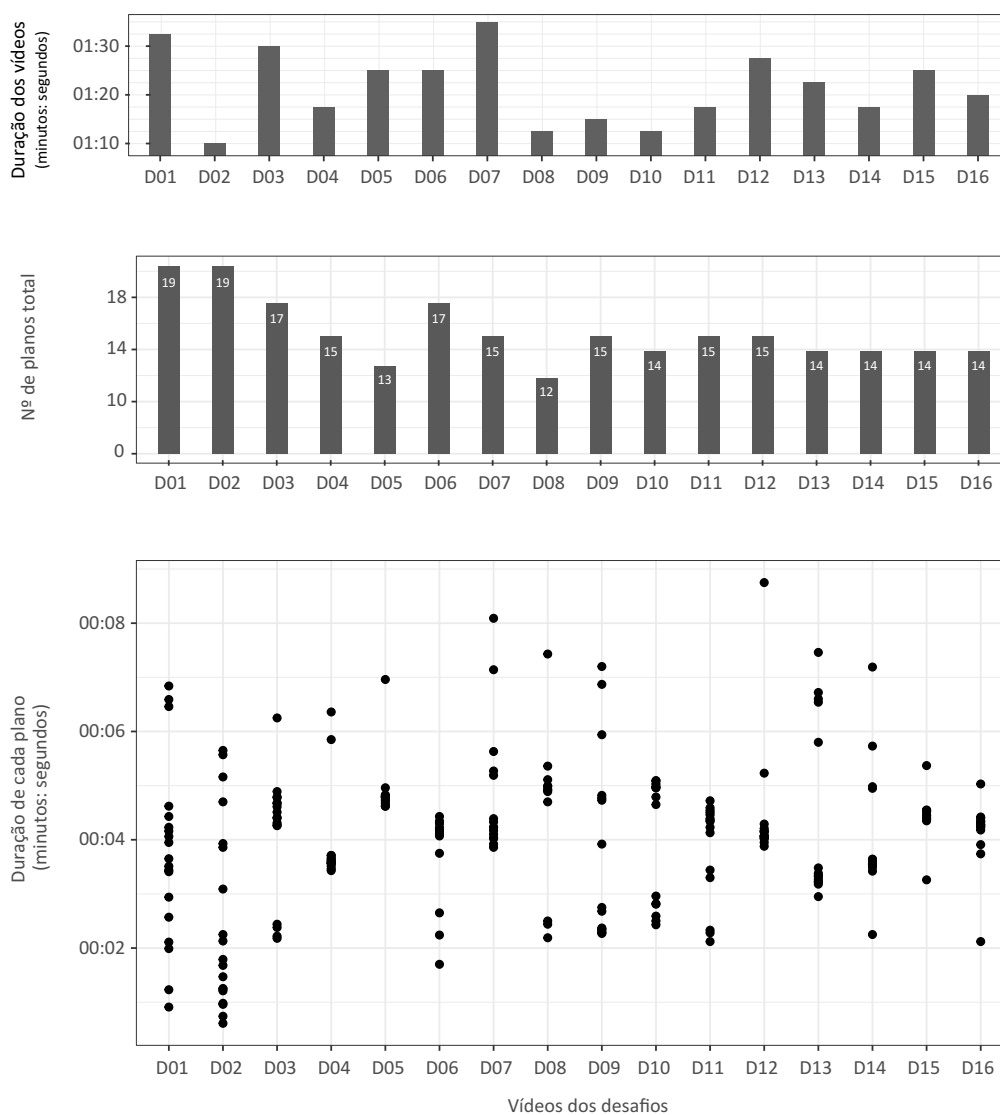 Duração dos vídeos
(minutos: segundos)
01:30
01:20
01:10
D01 D02 D03 D04 D05 D06 D07 D08 D09 D10 D11 D12 D13 D14 D15 D16
Nº de planos total
18
14
10
0
19 19 17 15 13 17 15 12 15 14 15 15 14 14 14 14
D01 D02 D03 D04 D05 D06 D07 D08 D09 D10 D11 D12 D13 D14 D15 D16
Duração de cada plano
(minutos: segundos)
00:08
00:06
00:04
00:02
D01 D02 D03 D04 D05 D06 D07 D08 D09 D10 D11 D12 D13 D14 D15 D16
Vídeos dos desafios